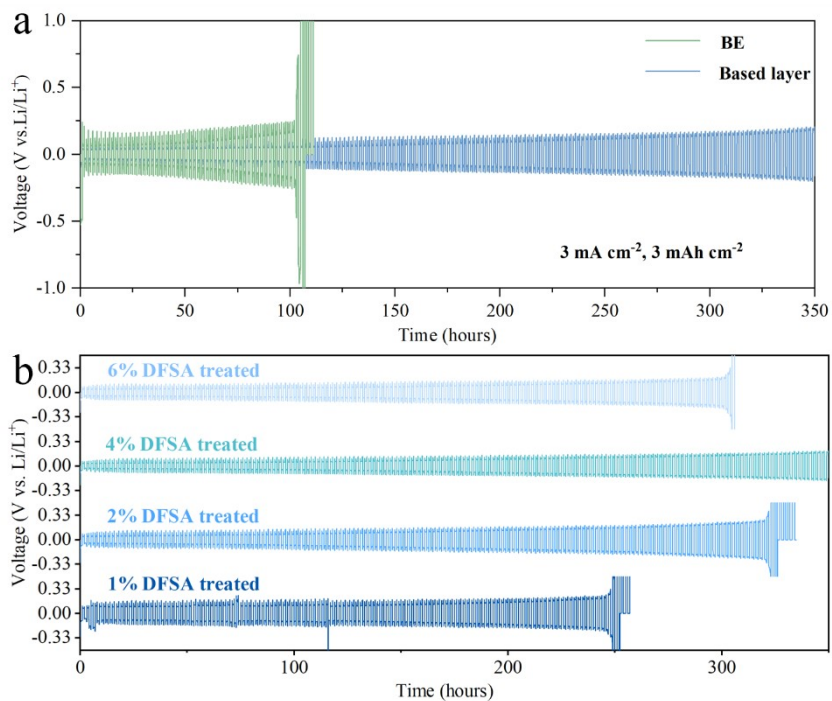 a
1.0
0.5
0.0
-0.5
-1.0
Voltage (V vs.Li/Li⁺)
BE
Based layer
3 mA cm⁻², 3 mAh cm⁻²
0 50 100 150 200 250 300 350
Time (hours)
b
0.33
0.00
-0.33
0.33
0.00
-0.33
0.33
0.00
0.33
0.33
0.00
-0.33
Voltage (V vs. Li/Li⁺)
6% DFSA treated
4% DFSA treated
2% DFSA treated
1% DFSA treated
0 100 200 300
Time (hours)